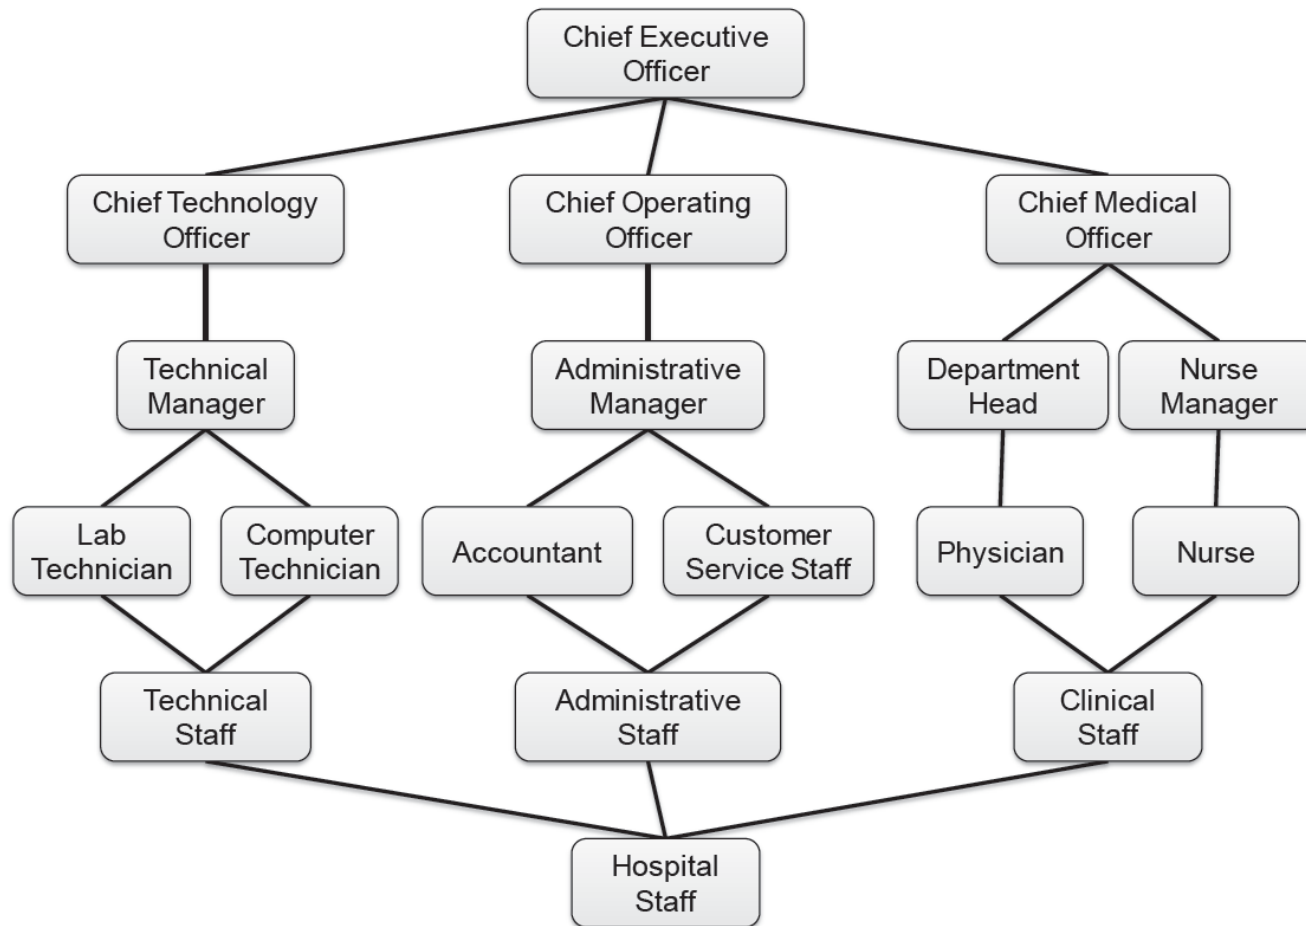 Chief Executive
Officer
Chief Technology
Officer
Chief Operating
Officer
Chief Medical
Officer
Technical
Manager
Administrative
Manager
Department
Head
Nurse
Manager
Lab
Technician
Computer
Technician
Accountant
Customer
Service Staff
Physician
Nurse
Technical
Staff
Administrative
Staff
Clinical
Staff
Hospital
Staff